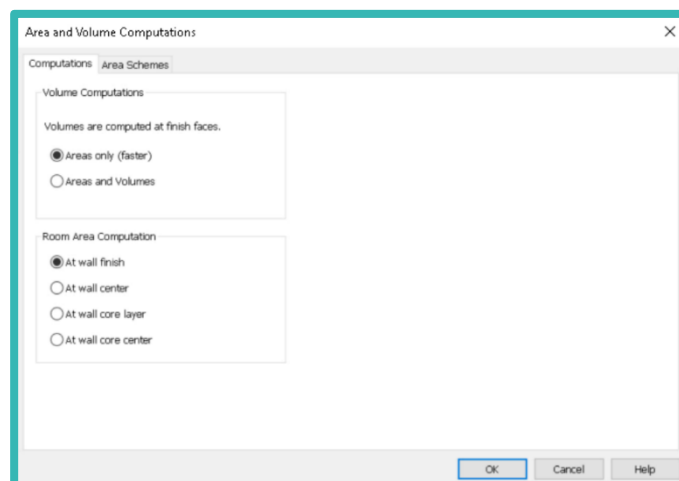 Area and Volume Computations
Computations
Area Schemes
Volume Computations
Volumes are computed at finish faces.
Areas only (faster)
Areas and Volumes
Room Area Computation
At wall finish
At wall center
At wall core layer
At wall core center
OK
Cancel
Help